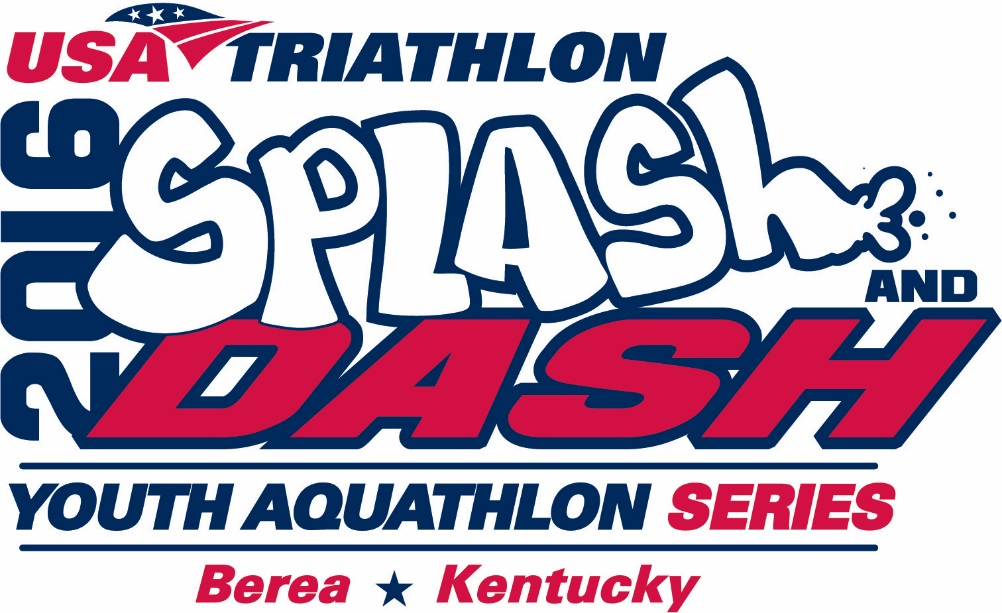 USA TRIATHLON
2016
SPLASh
AND
DASH
YOUTH AQUATHLON SERIES
Berea ★ Kentucky